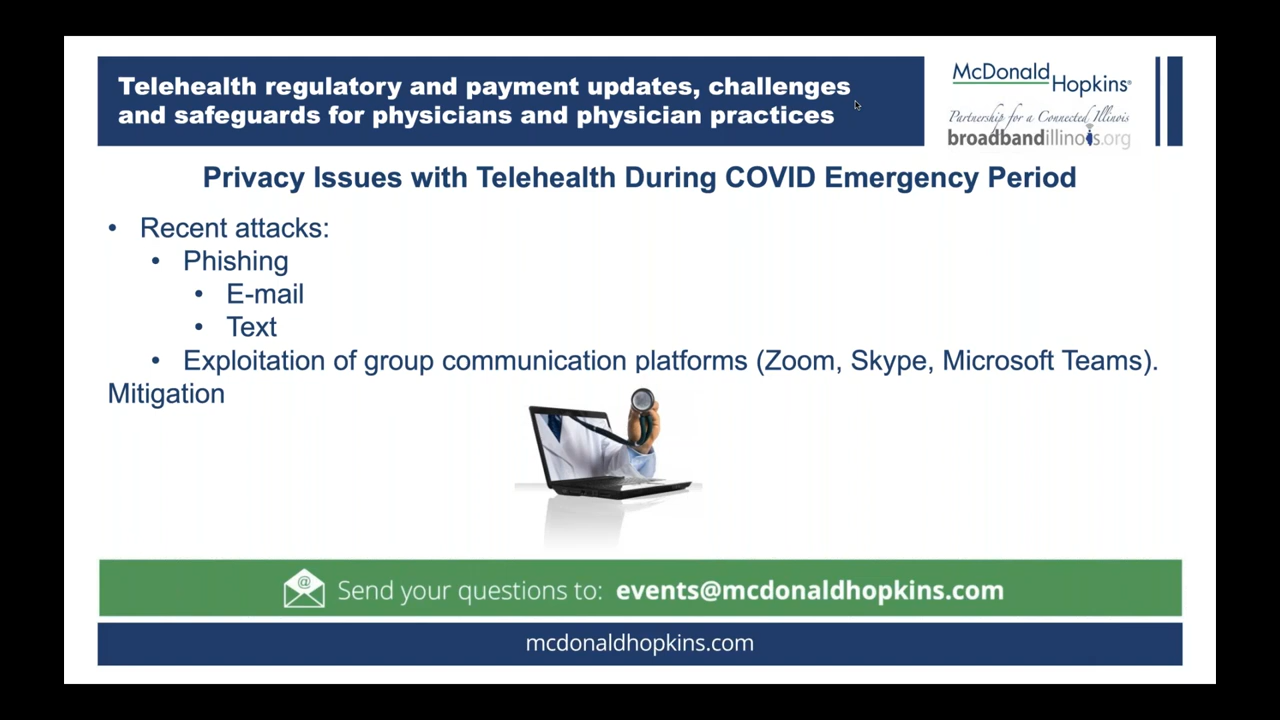 Telehealth regulatory and payment updates, challenges
and safeguards for physicians and physician practices
McDonald
Hopkins®
Partnership for a Connected Illinois
broadbandillinois.org
Privacy Issues with Telehealth During COVID Emergency Period
• Recent attacks:
• Phishing
• E-mail
• Text
• Exploitation of group communication platforms (Zoom, Skype, Microsoft Teams).
Mitigation
@
Send your questions to: events@mcdonaldhopkins.com
mcdonaldhopkins.com